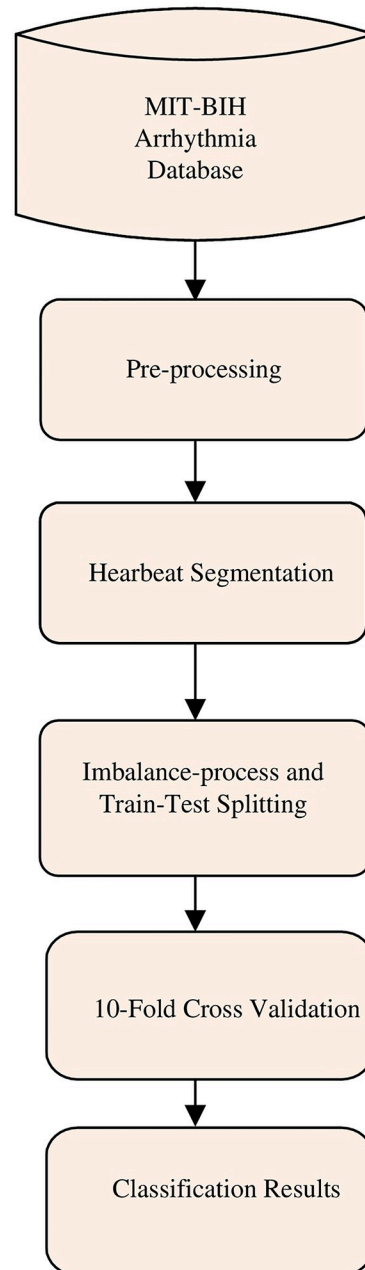 MIT-BIH
Arrhythmia
Database
Pre-processing
Hearbeat Segmentation
Imbalance-process and
Train-Test Splitting
10-Fold Cross Validation
Classification Results